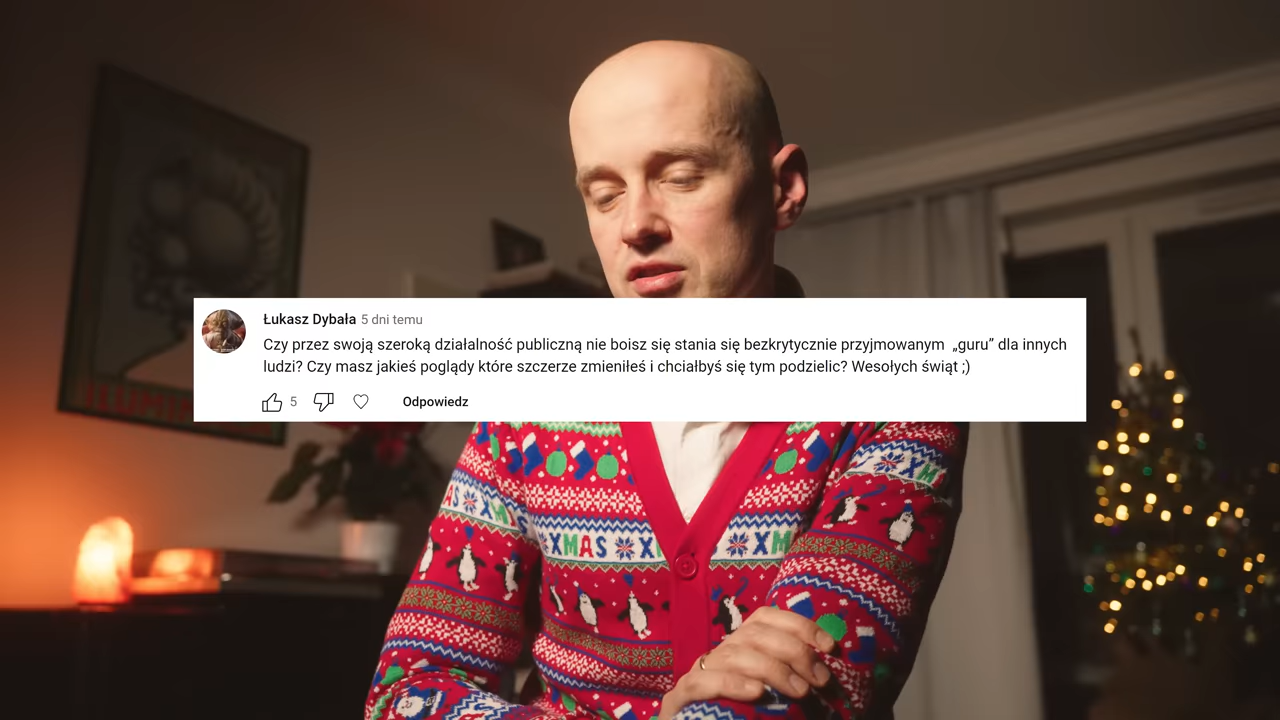 Łukasz Dybała 5 dni temu
Czy przez swoją szeroką działalność publiczną nie boisz się stania się bezkrytycznie przyjmowanym „guru” dla innych
ludzi? Czy masz jakieś poglądy które szczerze zmieniłeś i chciałbyś się tym podzielic? Wesołych świąt ;)
5
Odpowiedz
XMAS